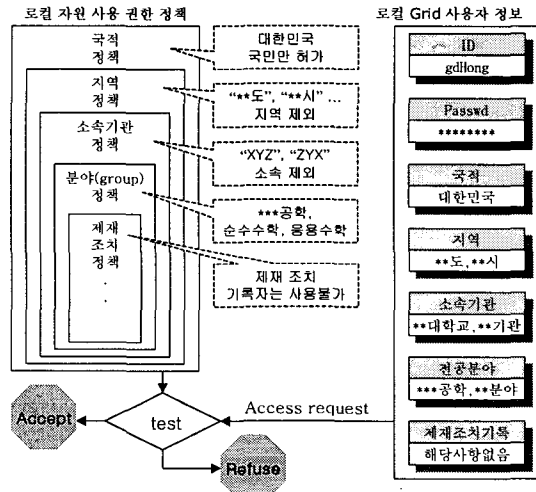 로컬 자원 사용 권한 정책
국적
정책
지역
정책
소속기관
정책
분야(group)
정책
제재
조치
정책
대한민국
국민만 허가
“**도”, “**시” ...
지역 제외
“XYZ”, “ZYX”
소속 제외
***공학,
순수수학, 응용수학
제재 조치
기록자는 사용불가
Accept
test
Refuse
Access request
로컬 Grid 사용자 정보
ID
gdHong
Passwd
********
국적
대한민국
지역
**도,**시
소속기관
**대학교,**기관
전공분야
***공학,**분야
제재조치기록
해당사항없음